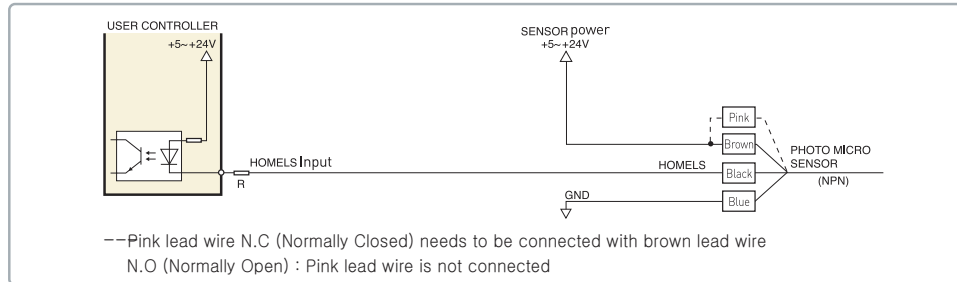 USER CONTROLLER
+5~+24V
SENSOR power
+5~+24V
Pink
Brown
PHOTO MICRO
SENSOR
(NPN)
HOMELS Input
R
HOMELS
Black
GND
Blue
---Pink lead wire N.C (Normally Closed) needs to be connected with brown lead wire
N.O (Normally Open) : Pink lead wire is not connected